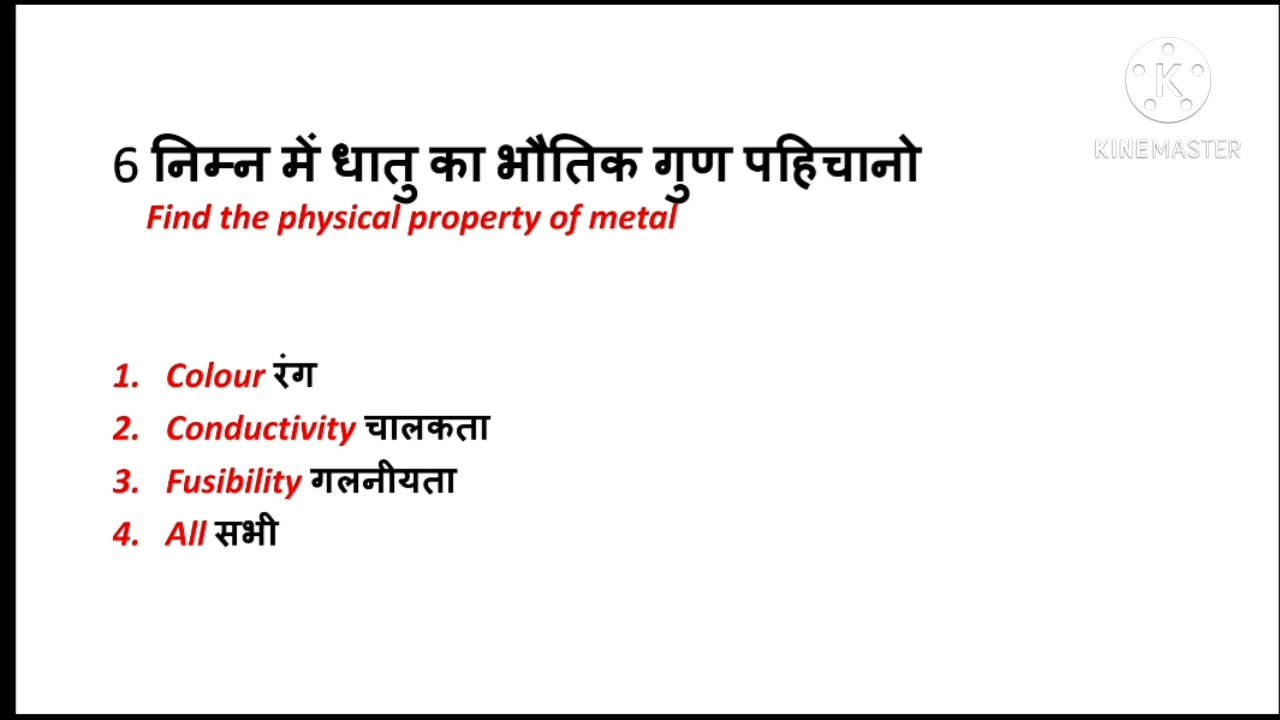 K
KINEMASTER
6 निम्न में धातु का भौतिक गुण पहिचानो
Find the physical property of metal
1. Colour रंग
2. Conductivity चालकता
3. Fusibility गलनीयता
4. All सभी